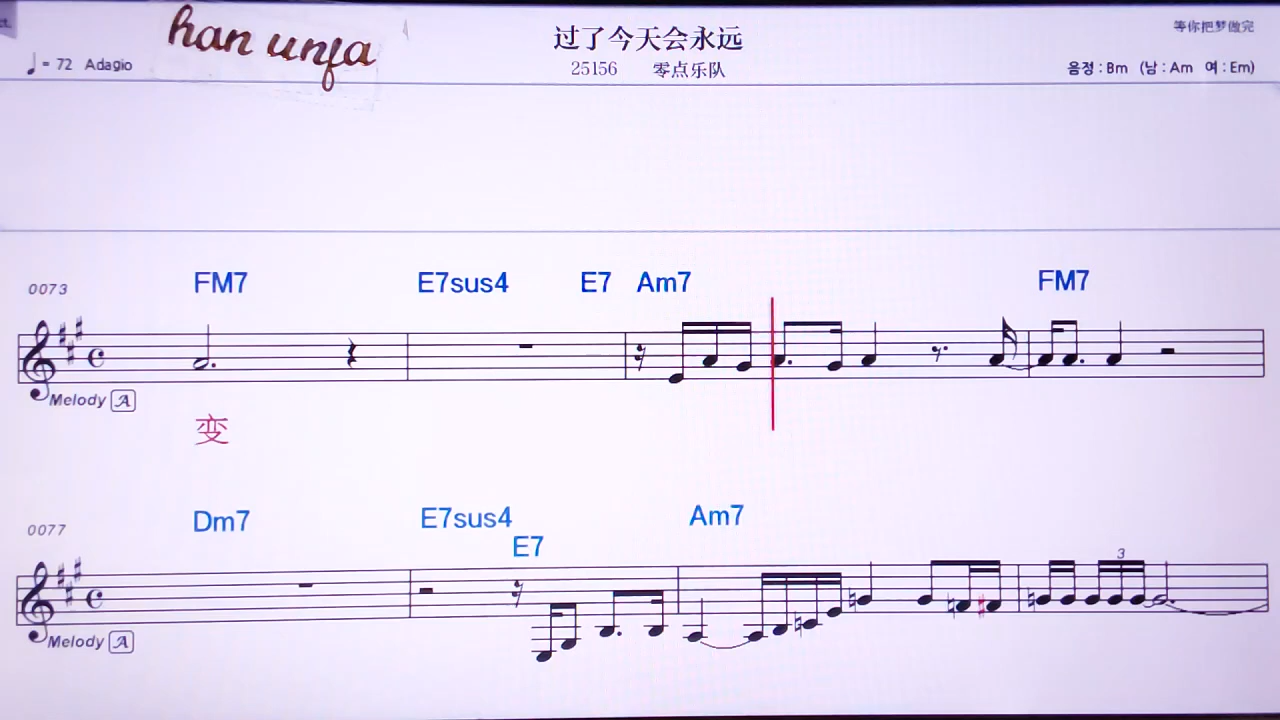 han unfa
过了今天会永远
等你把梦做完
♩= 72 Adagio
25156 零点乐队
음정 : Bm (남 : Am 여 : Em)
0073 FM7 E7sus4 E7 Am7 FM7
Melody A
变
0077 Dm7 E7sus4 E7 Am7
3
Melody A